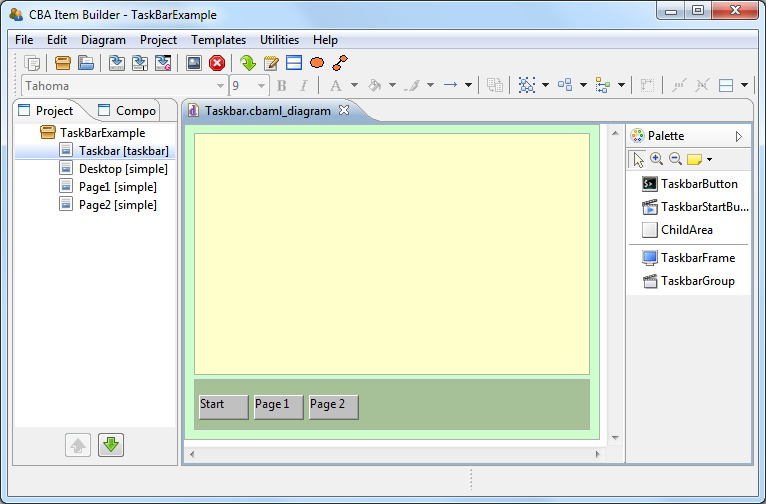 CBA Item Builder - TaskBarExample
File Edit Diagram Project Templates Utilities Help
Tahoma 9 B I A
Project Compo
Taskbar.cbaml_diagram
TaskBarExample
Taskbar [taskbar]
Desktop [simple]
Page1 [simple]
Page2 [simple]
Start Page 1 Page 2
Palette
TaskbarButton
TaskbarStartBu...
ChildArea
TaskbarFrame
TaskbarGroup